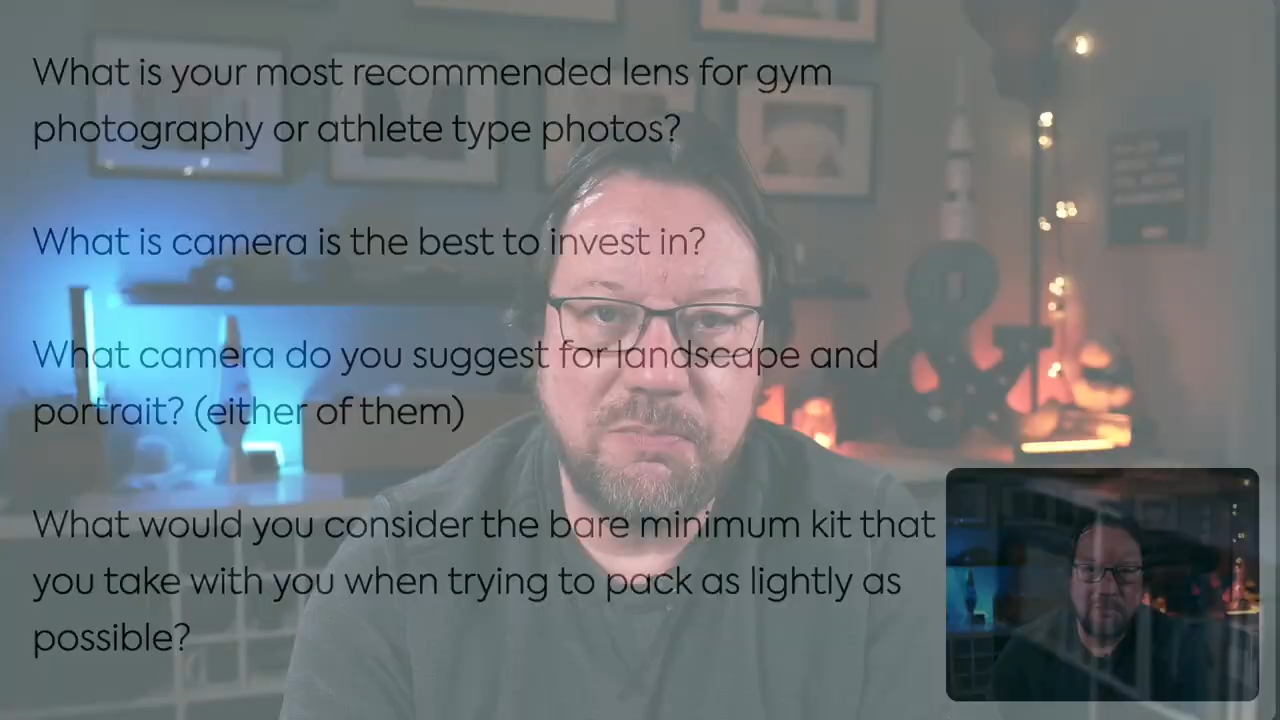 What is your most recommended lens for gym
photography or athlete type photos?
What is camera is the best to invest in?
What camera do you suggest for landscape and
portrait? (either of them)
What would you consider the bare minimum kit that
you take with you when trying to pack as lightly as
possible?